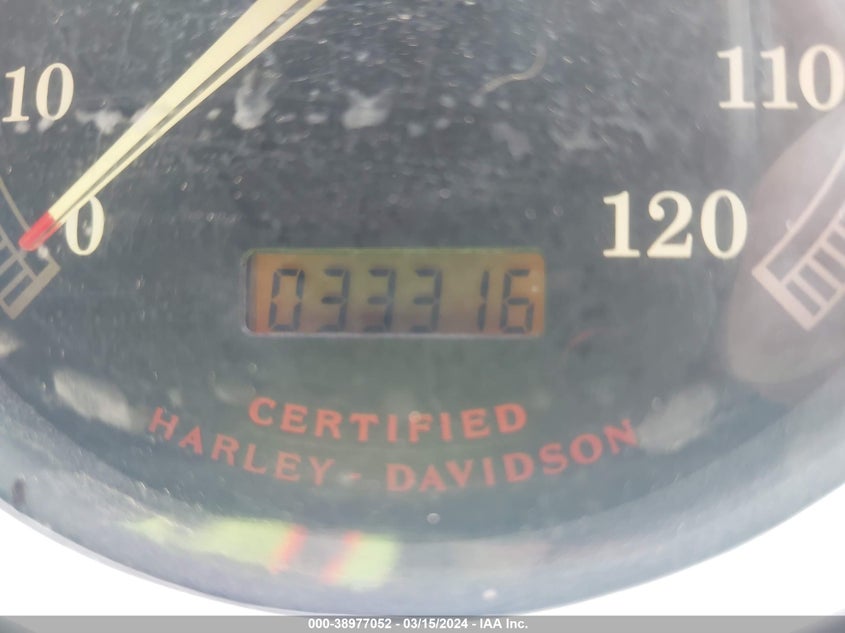 10
110
0
120
033316
CERTIFIED
HARLEY-DAVIDSON
000-38977052 - 03/15/2024 - IAA Inc.